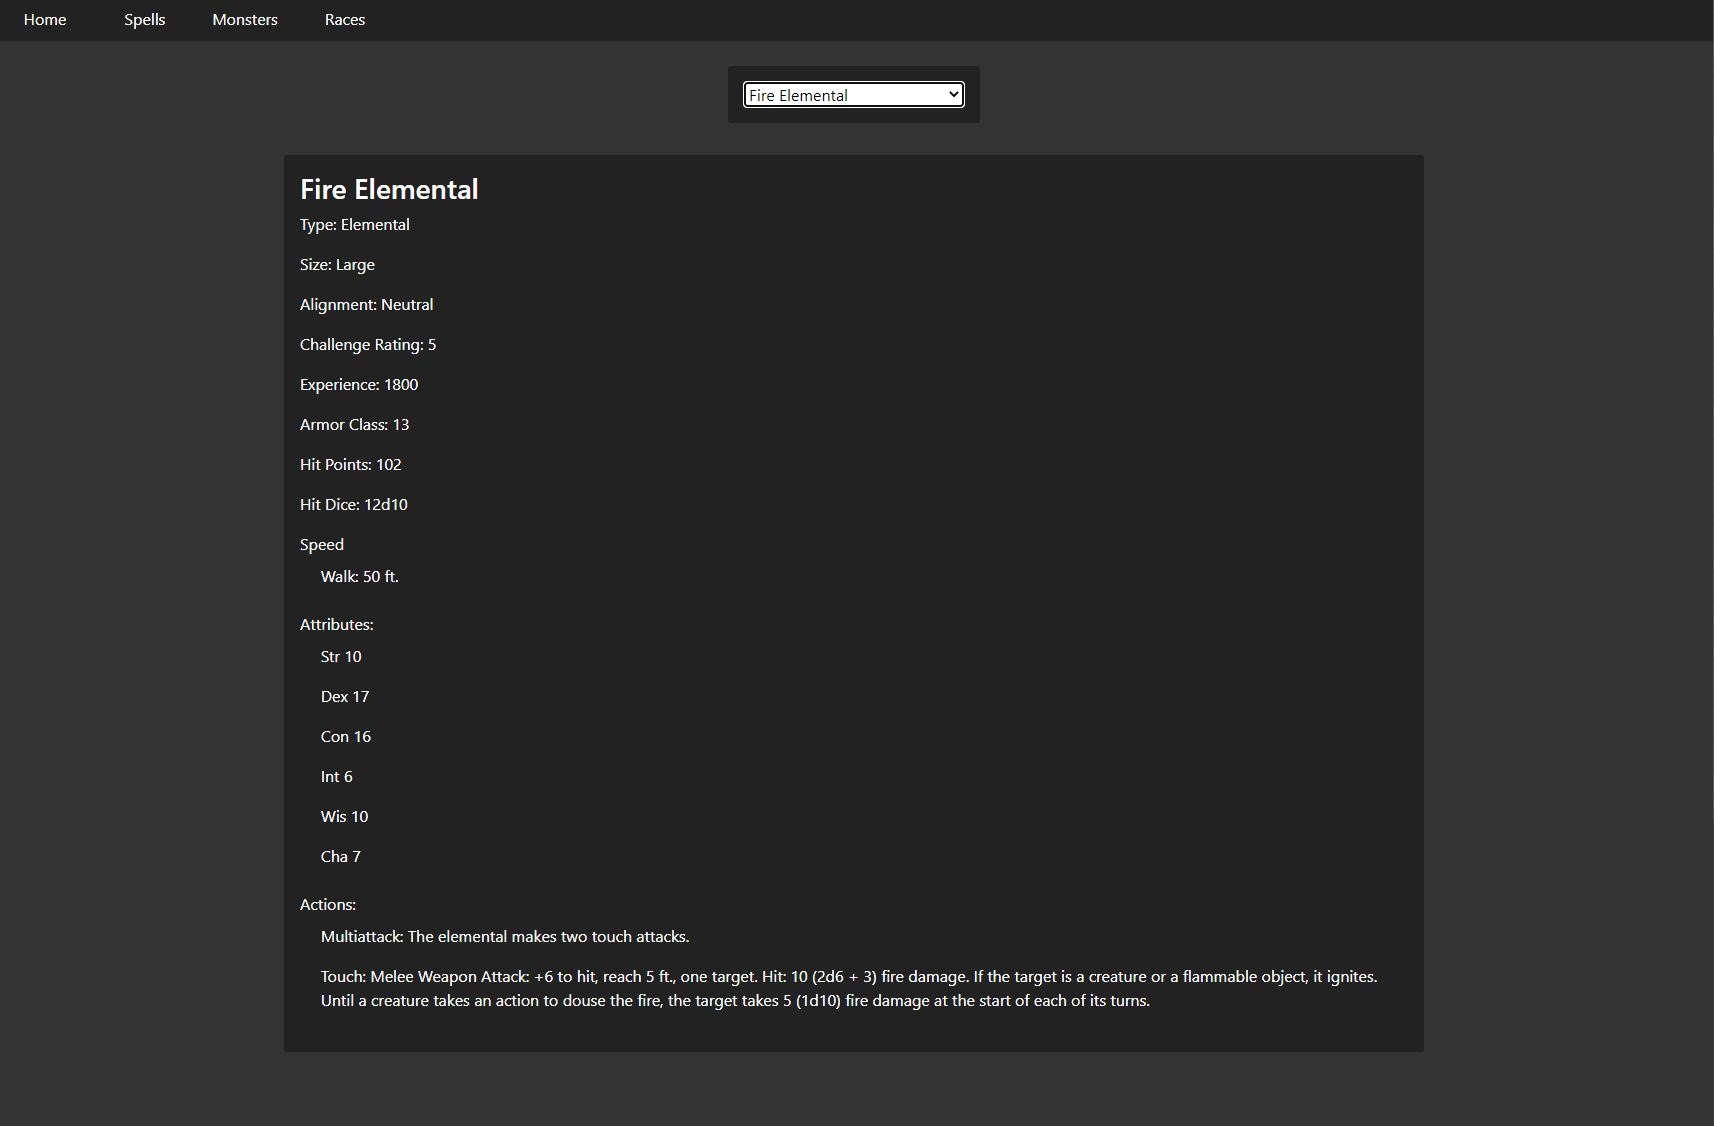 Home Spells Monsters Races
Fire Elemental
Fire Elemental
Type: Elemental
Size: Large
Alignment: Neutral
Challenge Rating: 5
Experience: 1800
Armor Class: 13
Hit Points: 102
Hit Dice: 12d10
Speed
Walk: 50 ft.
Attributes:
Str 10
Dex 17
Con 16
Int 6
Wis 10
Cha 7
Actions:
Multiattack: The elemental makes two touch attacks.
Touch: Melee Weapon Attack: +6 to hit, reach 5 ft., one target. Hit: 10 (2d6 + 3) fire damage. If the target is a creature or a flammable object, it ignites.
Until a creature takes an action to douse the fire, the target takes 5 (1d10) fire damage at the start of each of its turns.